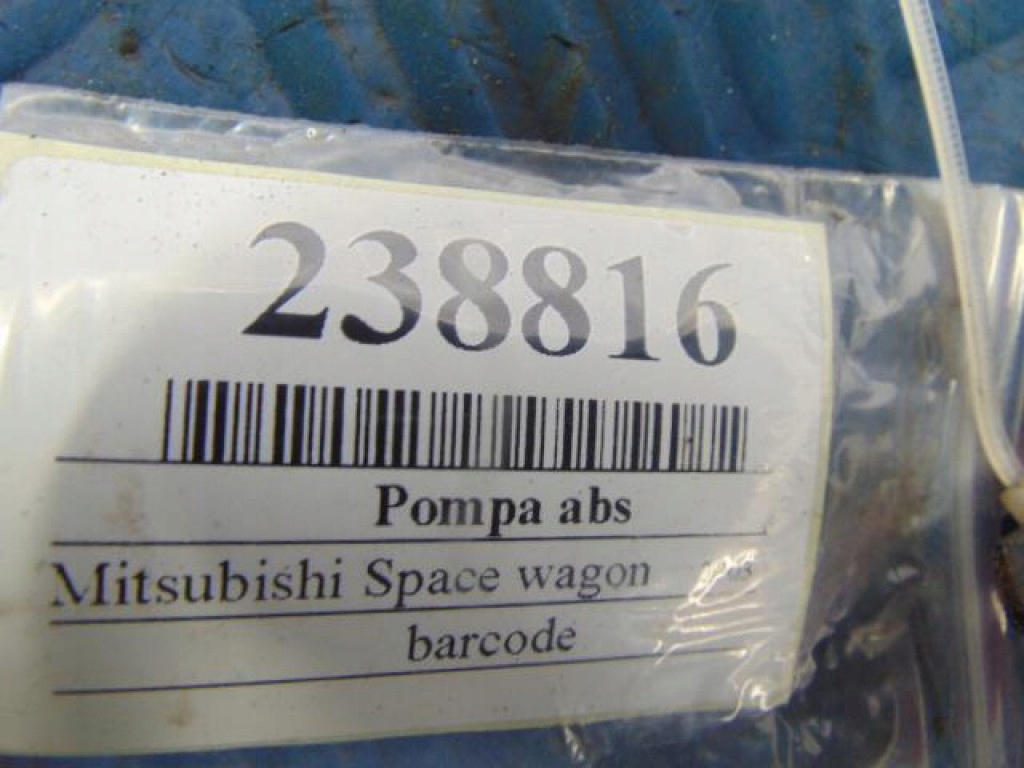 238816
Pompa abs
Mitsubishi Space wagon
barcode